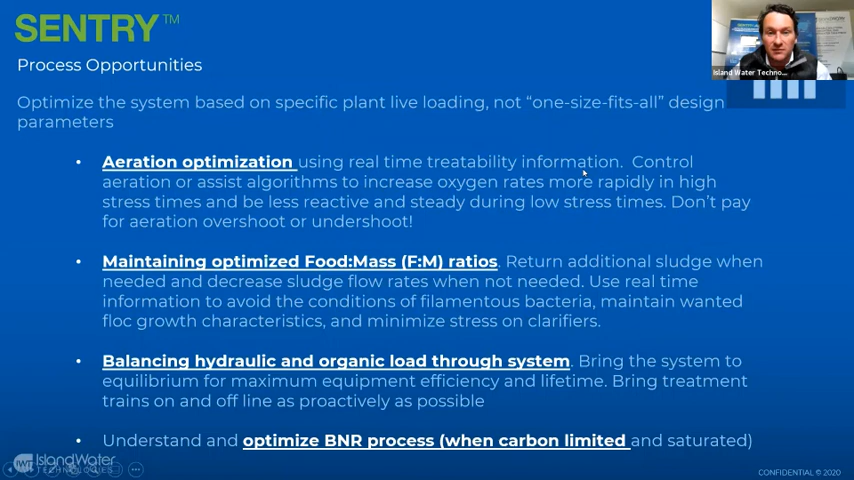 SENTRY™
Process Opportunities
Island Water Techno...
Optimize the system based on specific plant live loading, not “one-size-fits-all” design
parameters
• Aeration optimization using real time treatability information. Control
aeration or assist algorithms to increase oxygen rates more rapidly in high
stress times and be less reactive and steady during low stress times. Don’t pay
for aeration overshoot or undershoot!
• Maintaining optimized Food:Mass (F:M) ratios. Return additional sludge when
needed and decrease sludge flow rates when not needed. Use real time
information to avoid the conditions of filamentous bacteria, maintain wanted
floc growth characteristics, and minimize stress on clarifiers.
• Balancing hydraulic and organic load through system. Bring the system to
equilibrium for maximum equipment efficiency and lifetime. Bring treatment
trains on and off line as proactively as possible
• Understand and optimize BNR process (when carbon limited and saturated)
IWT IslandWater
TECHNOLOGIES
CONFIDENTIAL © 2020